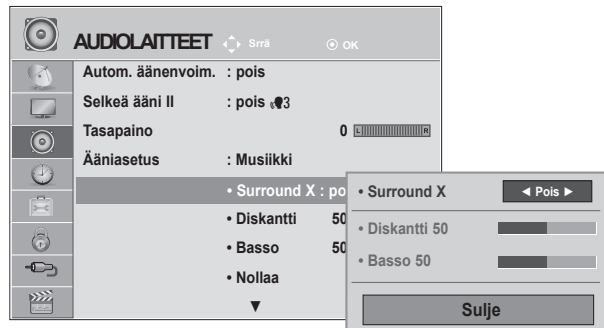 AUDIOLAITTEET Srrä OK
Autom. äänenvoim. : pois
Selkeä ääni II : pois 3
Tasapaino 0 L R
Ääniasetus : Musiikki
• Surround X : po
• Diskantti 50
• Basso 50
• Nollaa
▼
• Surround X ◄ Pois ►
• Diskantti 50
• Basso 50
Sulje